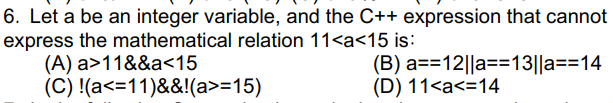 6. Let a be an integer variable, and the C++ expression that cannot
express the mathematical relation 11<a<15 is:
(A) a>11&&a<15 (B) a==12||a==13||a==14
(C) !(a<=11)&&!(a>=15) (D) 11<a<=14